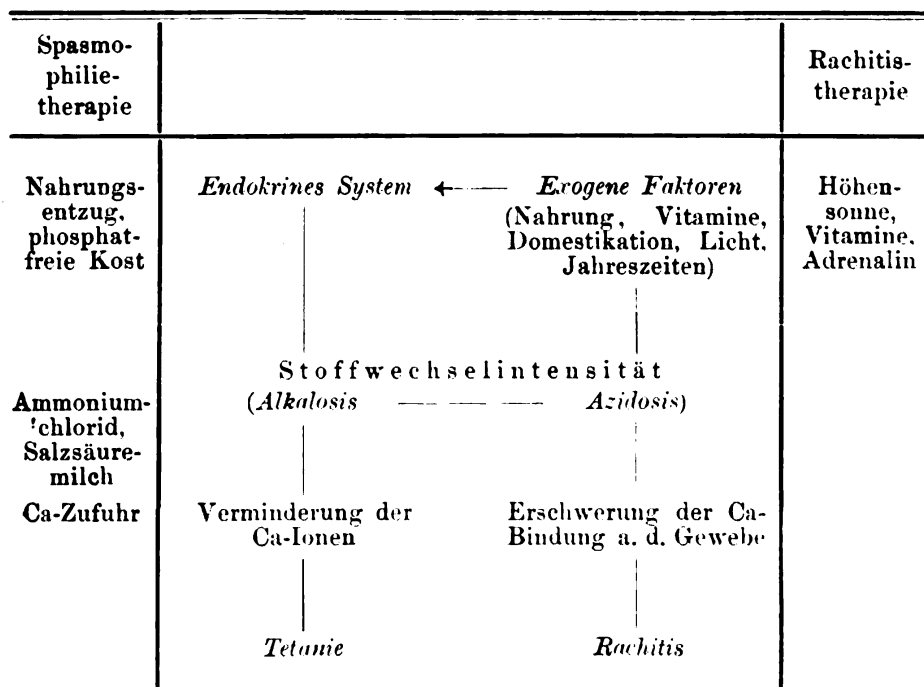 Spasmo-
philie-
therapie
Rachitis-
therapie
Nahrungs-
entzug,
phosphat-
freie Kost
Endokrines System
Exogene Faktoren
(Nahrung, Vitamine,
Domestikation, Licht,
Jahreszeiten)
Höhen-
sonne,
Vitamine,
Adrenalin
Stoffwechselintensität
(Alkalosis — — — Azidosis)
Ammonium-
chlorid,
Salzsäure-
milch
Ca-Zufuhr
Verminderung der
Ca-Ionen
Erschwerung der Ca-
Bindung a. d. Gewebe
Tetanie
Rachitis